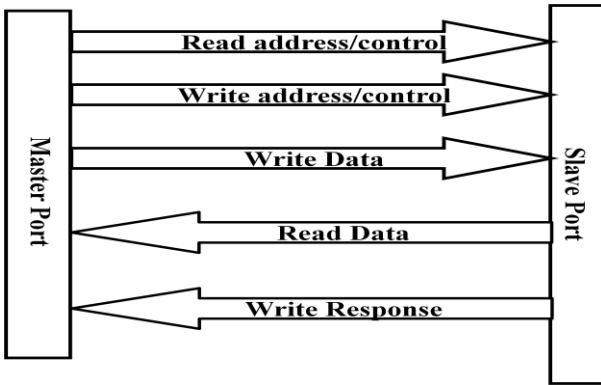 Master Port
Read address/control
Write address/control
Write Data
Read Data
Write Response
Slave Port